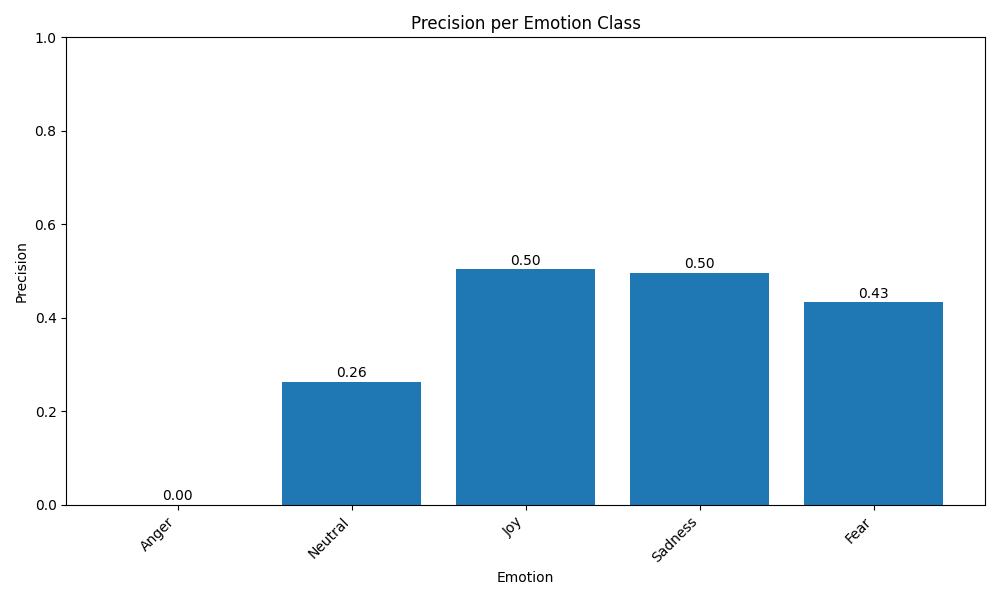 Precision per Emotion Class
Precision
1.0
0.8
0.6
0.4
0.2
0.0
0.00
0.26
0.50
0.50
0.43
Anger
Neutral
Joy
Sadness
Fear
Emotion